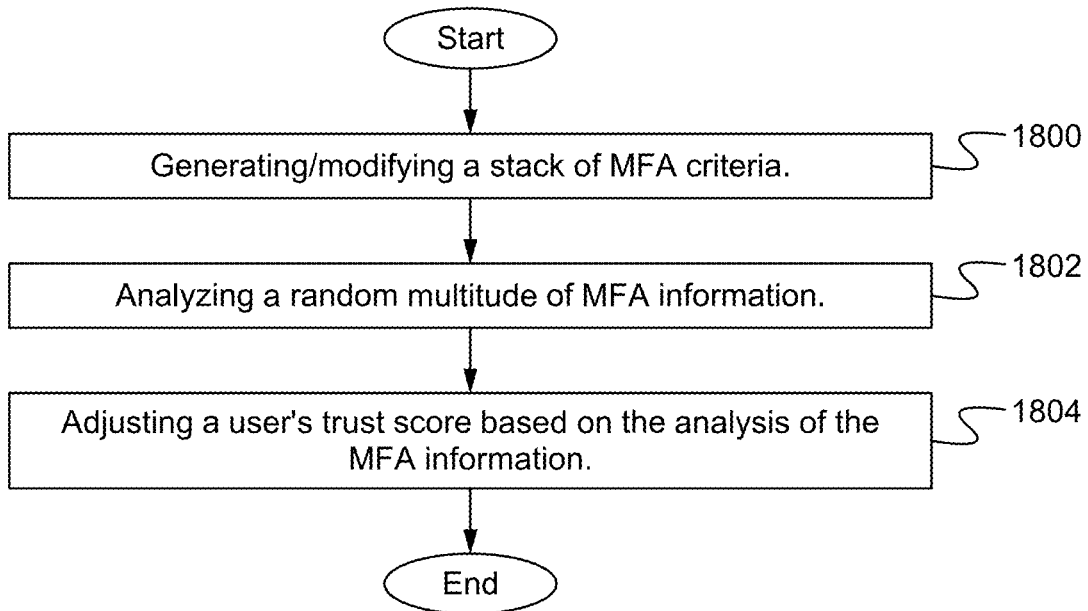 Start
Generating/modifying a stack of MFA criteria.
1800
Analyzing a random multitude of MFA information.
1802
Adjusting a user's trust score based on the analysis of the
MFA information.
1804
End